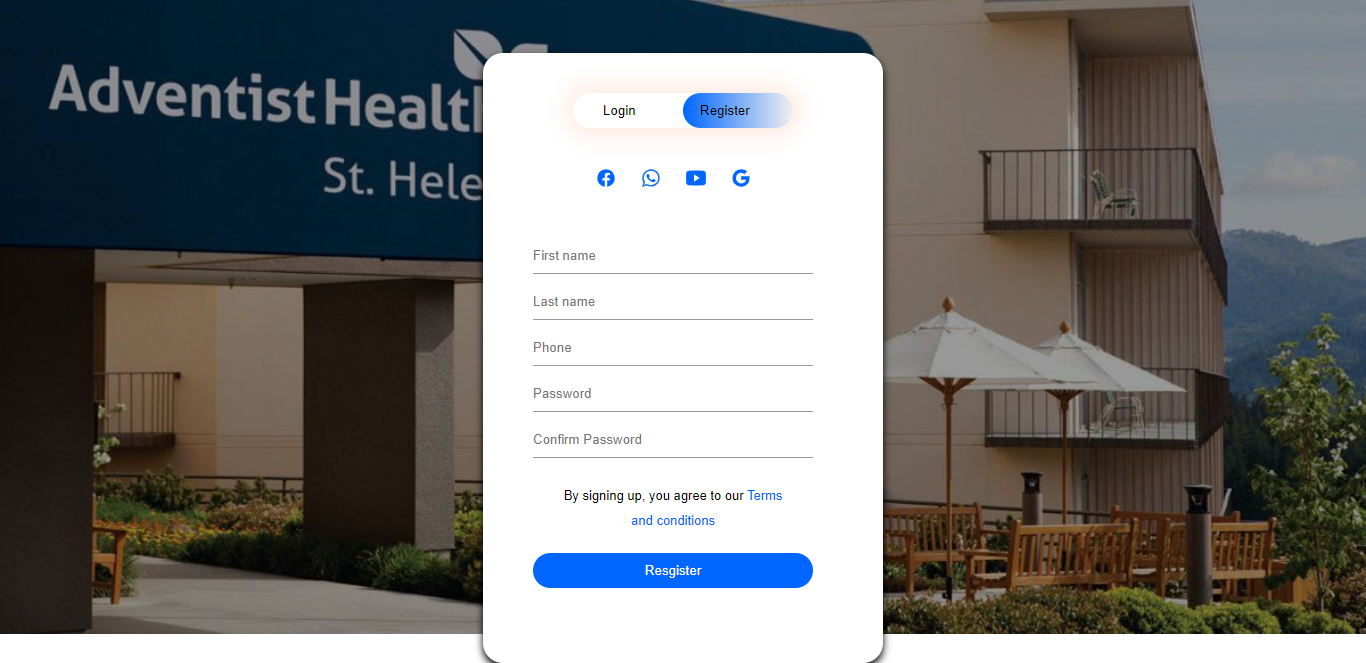 Adventist Healt
St. Hele
Login
Register
First name
Last name
Phone
Password
Confirm Password
By signing up, you agree to our Terms
and conditions
Resgister